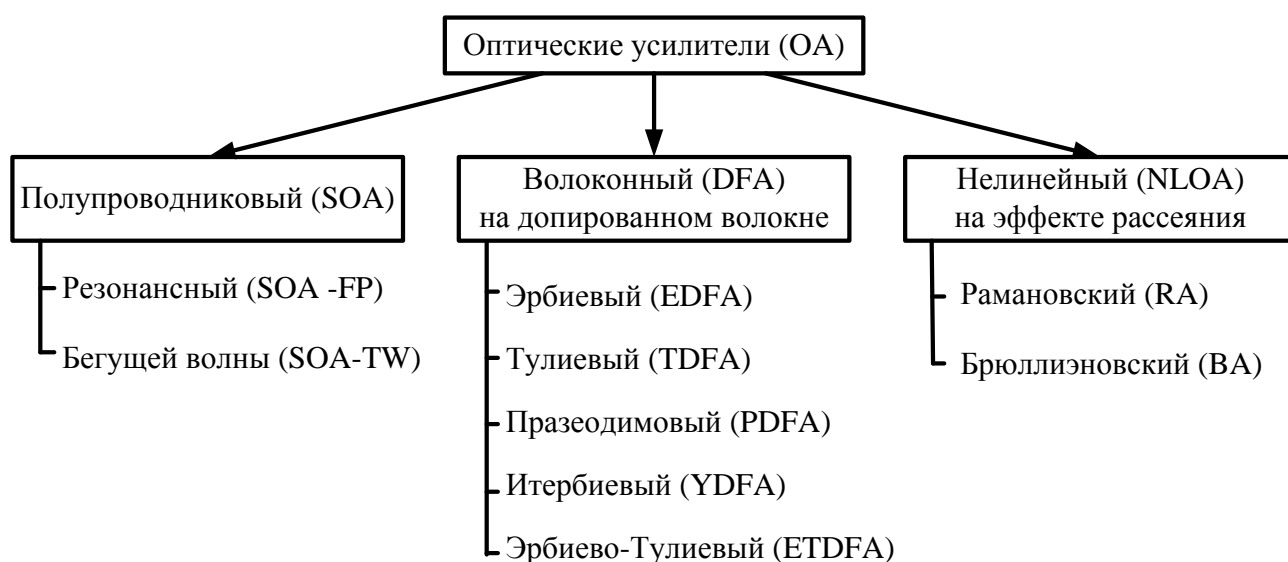 Оптические усилители (OA)
Полупроводниковый (SOA)
Резонансный (SOA -FP)
Бегущей волны (SOA-TW)
Волоконный (DFA)
на допированном волокне
Эрбиевый (EDFA)
Тулиевый (TDFA)
Празеодимовый (PDFA)
Итербиевый (YDFA)
Эрбиево-Тулиевый (ETDFA)
Нелинейный (NLOA)
на эффекте рассеяния
Рамановский (RA)
Брюллиэновский (BA)